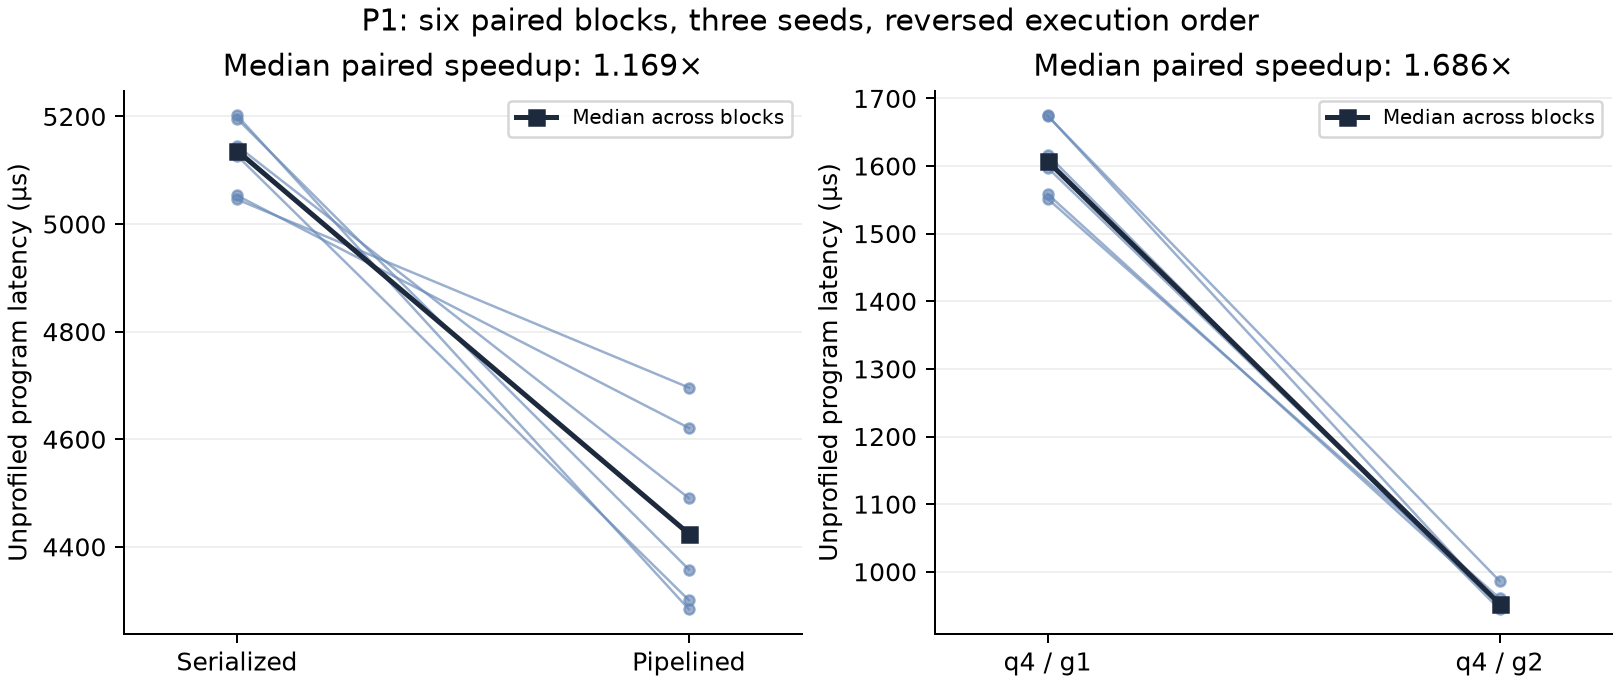 P1: six paired blocks, three seeds, reversed execution order
Median paired speedup: 1.169×
Median across blocks
Unprofiled program latency (µs)
5200
5000
4800
4600
4400
Serialized
Pipelined
Median paired speedup: 1.686×
Median across blocks
Unprofiled program latency (µs)
1700
1600
1500
1400
1300
1200
1100
1000
q4 / g1
q4 / g2